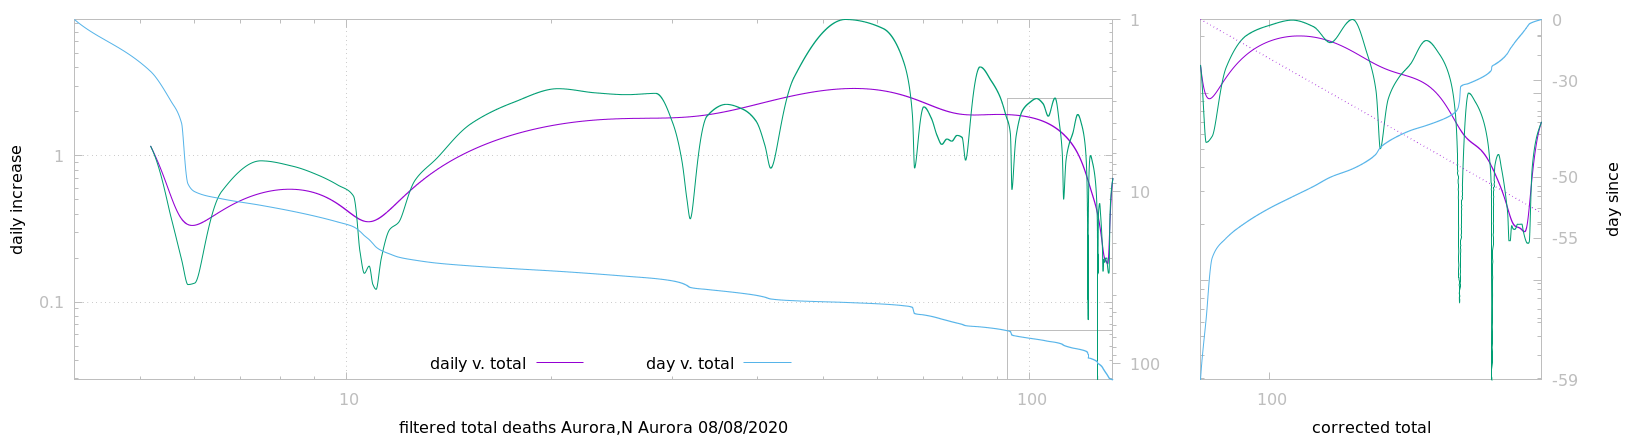 1
0.1
daily increase
10
100
1
10
100
daily v. total
day v. total
filtered total deaths Aurora,N Aurora 08/08/2020
0
-30
-50
-55
-59
day since
100
corrected total